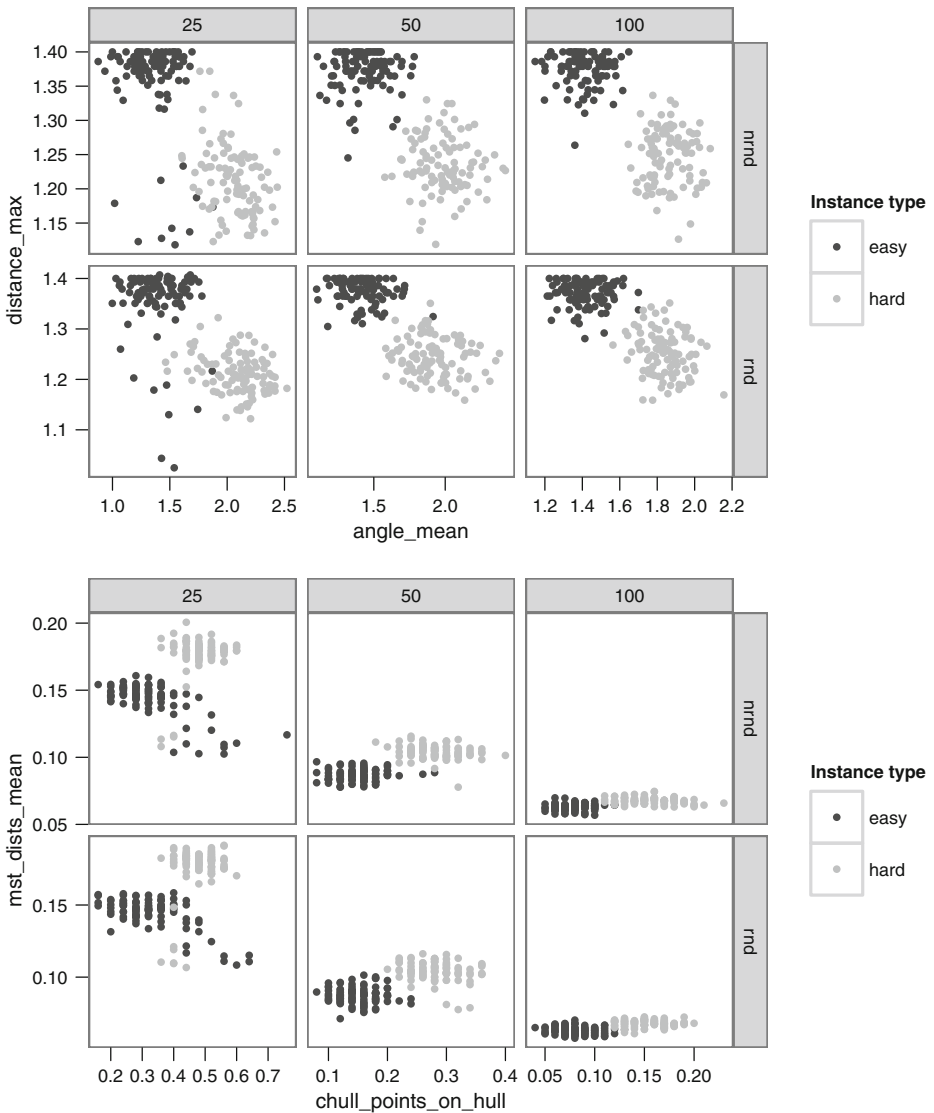 25 50 100
1.40
1.35
1.30
1.25
1.20
1.15
nrnd
distance_max
1.4
1.3
1.2
1.1
rnd
1.0 1.5 2.0 2.5 1.5 2.0 1.2 1.4 1.6 1.8 2.0 2.2
angle_mean
Instance type
easy
hard
25 50 100
0.20
0.15
0.10
0.05
nrnd
mst_dists_mean
0.15
0.10
rnd
0.2 0.3 0.4 0.5 0.6 0.7 0.1 0.2 0.3 0.4 0.05 0.10 0.15 0.20
chull_points_on_hull
Instance type
easy
hard